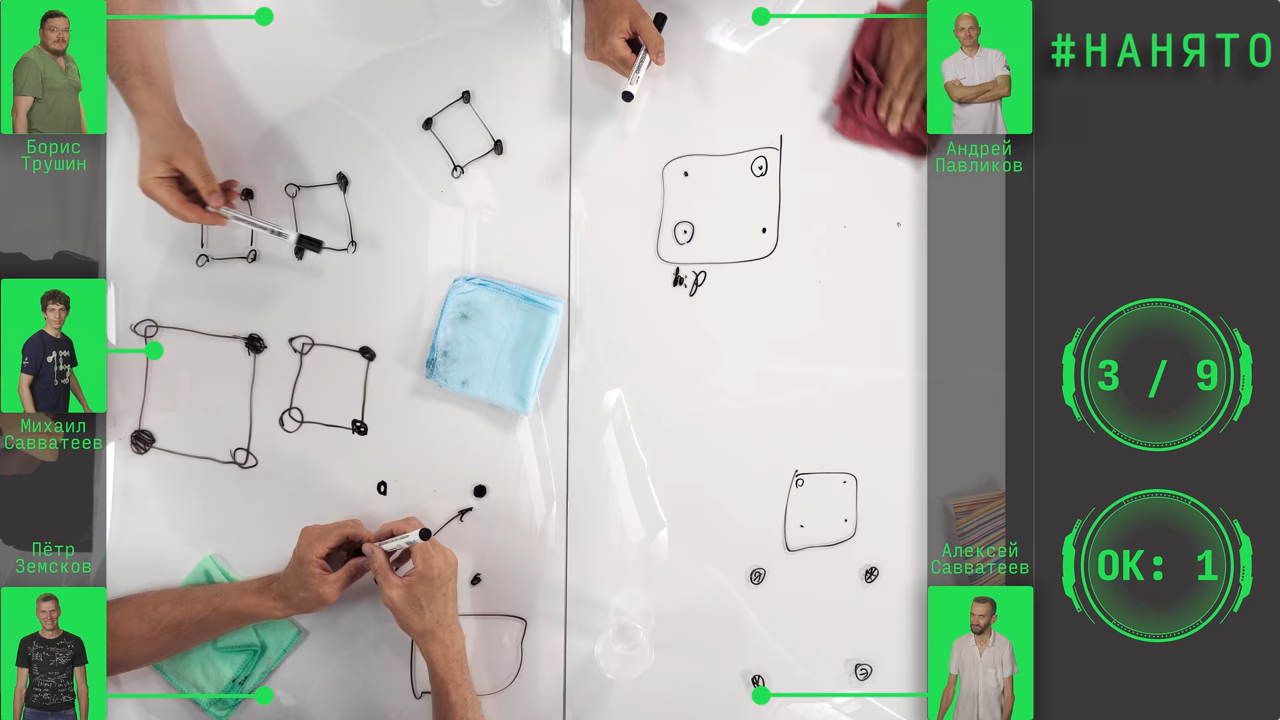 #НАНЯТО
Борис
Трушин
Андрей
Павликов
Михаил
Савватеев
3 / 9
Пётр
Земсков
Алексей
Савватеев
OK: 1